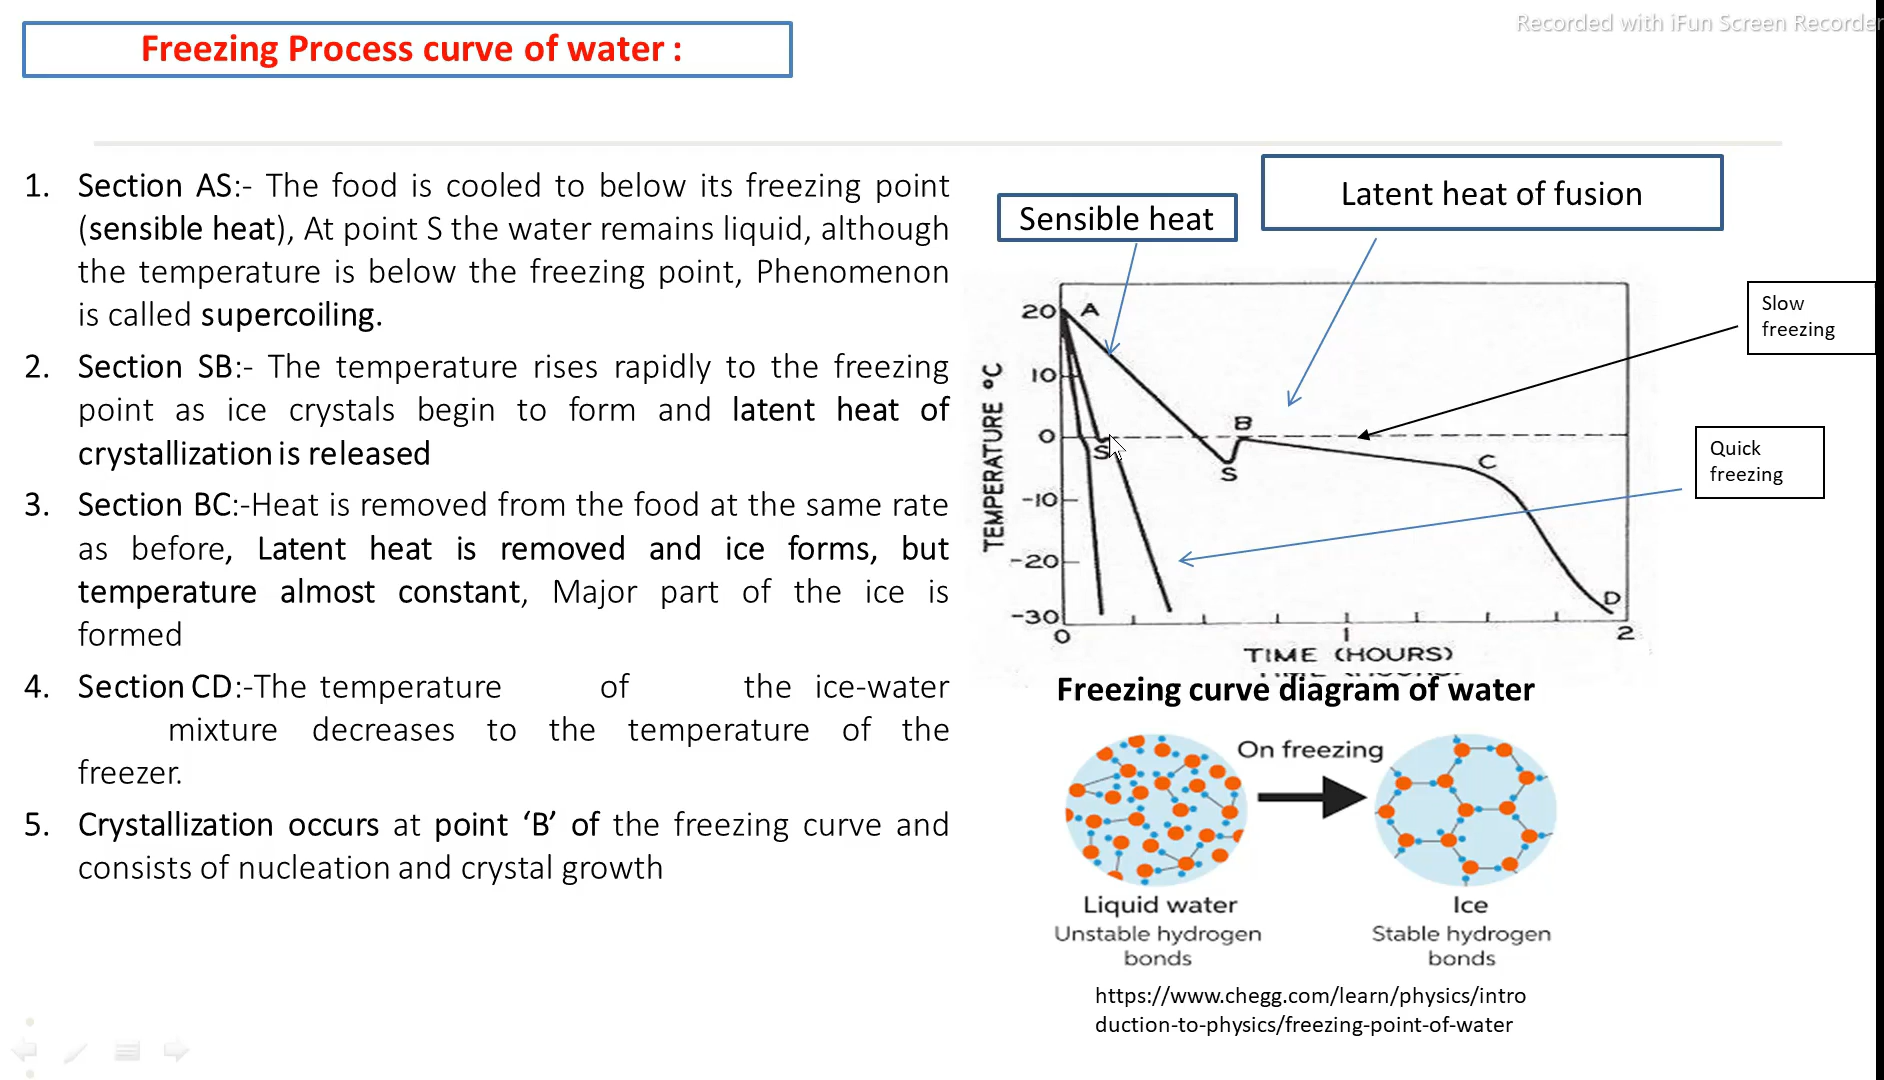 Recorded with iFun Screen Recorder
Freezing Process curve of water :
1. Section AS:- The food is cooled to below its freezing point
(sensible heat), At point S the water remains liquid, although
the temperature is below the freezing point, Phenomenon
is called supercoiling.
2. Section SB:- The temperature rises rapidly to the freezing
point as ice crystals begin to form and latent heat of
crystallization is released
3. Section BC:-Heat is removed from the food at the same rate
as before, Latent heat is removed and ice forms, but
temperature almost constant, Major part of the ice is
formed
4. Section CD:-The temperature of the ice-water
mixture decreases to the temperature of the
freezer.
5. Crystallization occurs at point ‘B’ of the freezing curve and
consists of nucleation and crystal growth
Sensible heat
Latent heat of fusion
Slow
freezing
Quick
freezing
TEMPERATURE °C
20
10
0
-10
-20
-30
A
S
S
B
C
D
0
1
2
TIME (HOURS)
Freezing curve diagram of water
On freezing
Liquid water
Unstable hydrogen
bonds
Ice
Stable hydrogen
bonds
https://www.chegg.com/learn/physics/intro
duction-to-physics/freezing-point-of-water